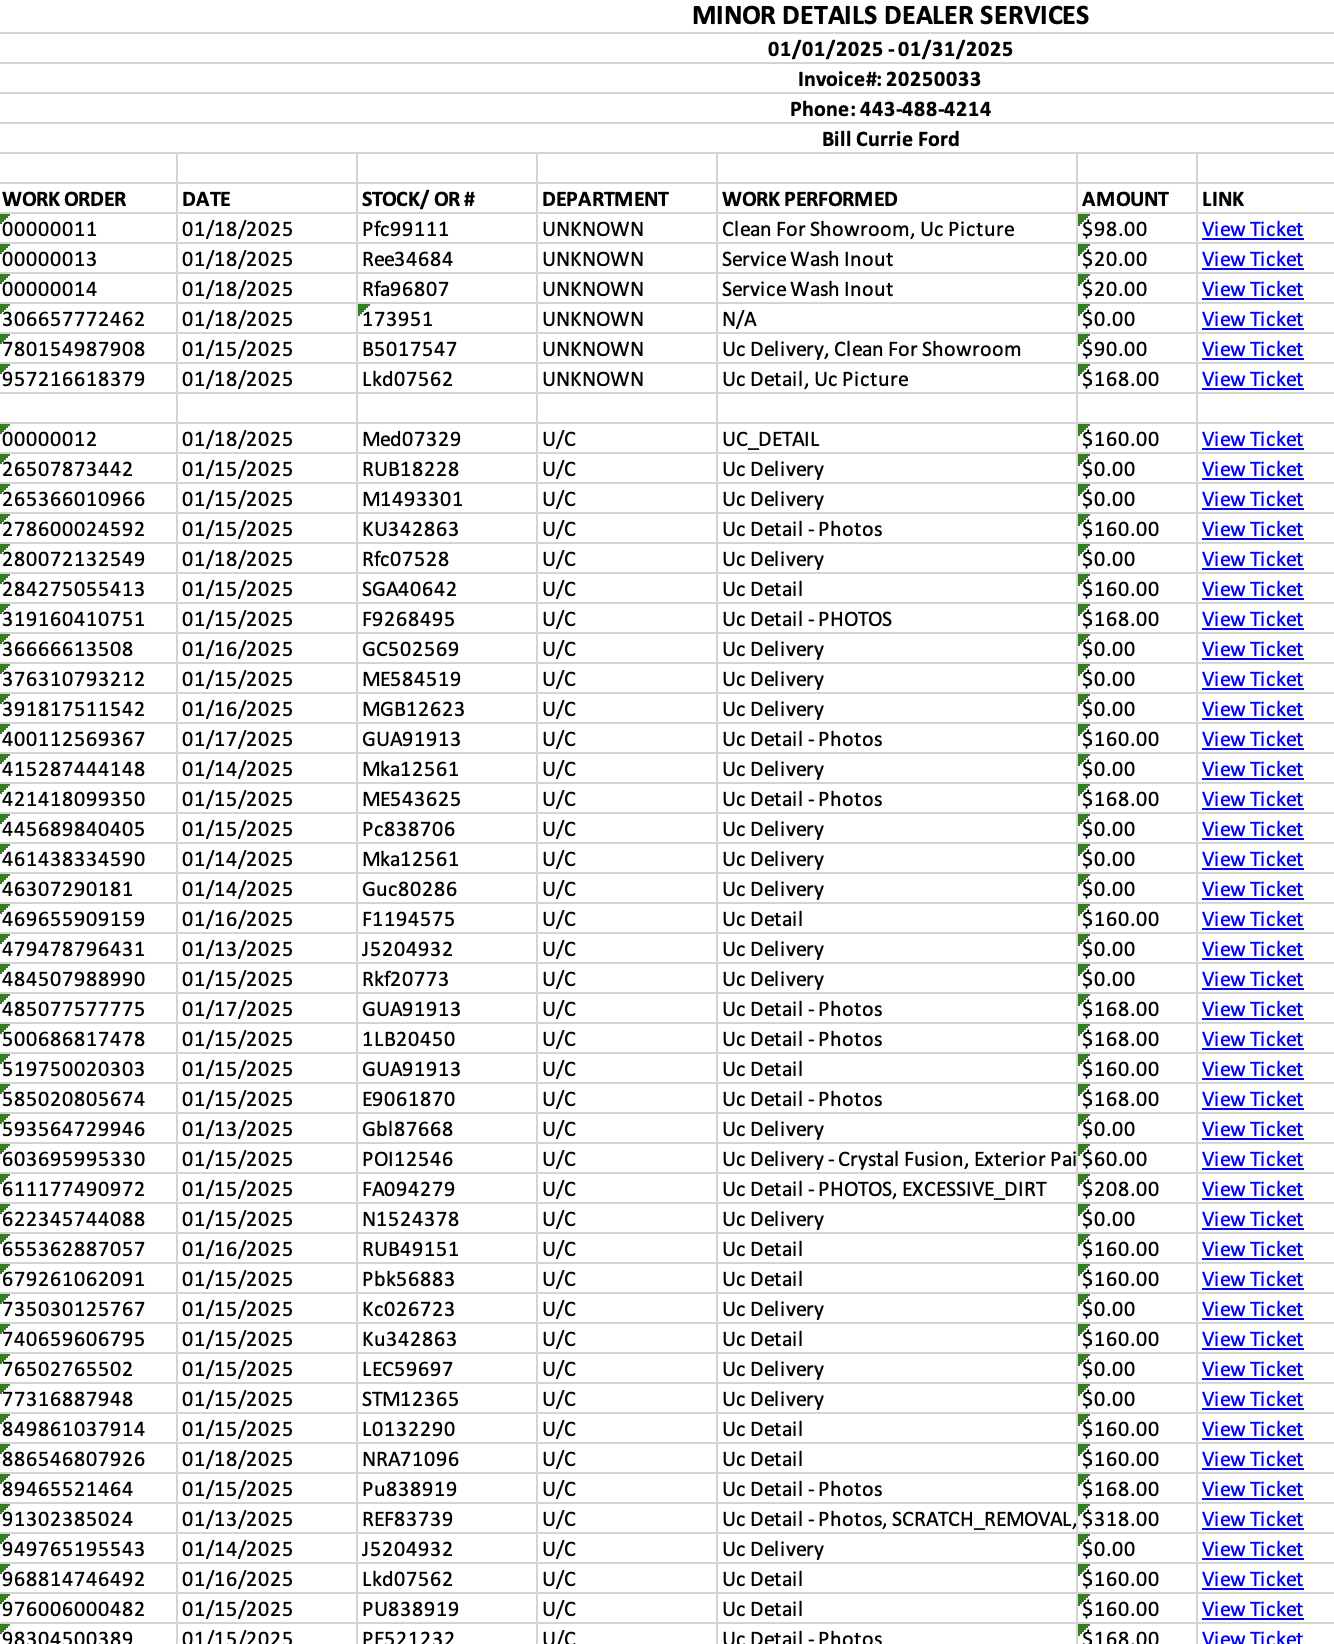 MINOR DETAILS DEALER SERVICES
01/01/2025 - 01/31/2025
Invoice#: 20250033
Phone: 443-488-4214
Bill Currie Ford
WORK ORDER DATE STOCK/ OR # DEPARTMENT WORK PERFORMED AMOUNT LINK
00000011 01/18/2025 Pfc99111 UNKNOWN Clean For Showroom, Uc Picture $98.00 View Ticket
00000013 01/18/2025 Ree34684 UNKNOWN Service Wash Inout $20.00 View Ticket
00000014 01/18/2025 Rfa96807 UNKNOWN Service Wash Inout $20.00 View Ticket
306657772462 01/18/2025 173951 UNKNOWN N/A $0.00 View Ticket
780154987908 01/15/2025 B5017547 UNKNOWN Uc Delivery, Clean For Showroom $90.00 View Ticket
957216618379 01/18/2025 Lkd07562 UNKNOWN Uc Detail, Uc Picture $168.00 View Ticket
00000012 01/18/2025 Med07329 U/C UC_DETAIL $160.00 View Ticket
26507873442 01/15/2025 RUB18228 U/C Uc Delivery $0.00 View Ticket
265366010966 01/15/2025 M1493301 U/C Uc Delivery $0.00 View Ticket
278600024592 01/15/2025 KU342863 U/C Uc Detail - Photos $160.00 View Ticket
280072132549 01/18/2025 Rfc07528 U/C Uc Delivery $0.00 View Ticket
284275055413 01/15/2025 SGA40642 U/C Uc Detail $160.00 View Ticket
319160410751 01/15/2025 F9268495 U/C Uc Detail - PHOTOS $168.00 View Ticket
36666613508 01/16/2025 GC502569 U/C Uc Delivery $0.00 View Ticket
376310793212 01/15/2025 ME584519 U/C Uc Delivery $0.00 View Ticket
391817511542 01/16/2025 MGB12623 U/C Uc Delivery $0.00 View Ticket
400112569367 01/17/2025 GUA91913 U/C Uc Detail - Photos $160.00 View Ticket
415287444148 01/14/2025 Mka12561 U/C Uc Delivery $0.00 View Ticket
421418099350 01/15/2025 ME543625 U/C Uc Detail - Photos $168.00 View Ticket
445689840405 01/15/2025 Pc838706 U/C Uc Delivery $0.00 View Ticket
461438334590 01/14/2025 Mka12561 U/C Uc Delivery $0.00 View Ticket
46307290181 01/14/2025 Guc80286 U/C Uc Delivery $0.00 View Ticket
469655909159 01/16/2025 F1194575 U/C Uc Detail $160.00 View Ticket
479478796431 01/13/2025 J5204932 U/C Uc Delivery $0.00 View Ticket
484507988990 01/15/2025 Rkf20773 U/C Uc Delivery $0.00 View Ticket
485077577775 01/17/2025 GUA91913 U/C Uc Detail - Photos $168.00 View Ticket
500686817478 01/15/2025 1LB20450 U/C Uc Detail - Photos $168.00 View Ticket
519750020303 01/15/2025 GUA91913 U/C Uc Detail $160.00 View Ticket
585020805674 01/15/2025 E9061870 U/C Uc Detail - Photos $168.00 View Ticket
593564729946 01/13/2025 Gbl87668 U/C Uc Delivery $0.00 View Ticket
603695995330 01/15/2025 POI12546 U/C Uc Delivery - Crystal Fusion, Exterior Pai $60.00 View Ticket
611177490972 01/15/2025 FA094279 U/C Uc Detail - PHOTOS, EXCESSIVE_DIRT $208.00 View Ticket
622345744088 01/15/2025 N1524378 U/C Uc Delivery $0.00 View Ticket
655362887057 01/16/2025 RUB49151 U/C Uc Detail $160.00 View Ticket
679261062091 01/15/2025 Pbk56883 U/C Uc Detail $160.00 View Ticket
735030125767 01/15/2025 Kc026723 U/C Uc Delivery $0.00 View Ticket
740659606795 01/15/2025 Ku342863 U/C Uc Detail $160.00 View Ticket
76502765502 01/15/2025 LEC59697 U/C Uc Delivery $0.00 View Ticket
77316887948 01/15/2025 STM12365 U/C Uc Delivery $0.00 View Ticket
849861037914 01/15/2025 L0132290 U/C Uc Detail $160.00 View Ticket
886546807926 01/18/2025 NRA71096 U/C Uc Detail $160.00 View Ticket
89465521464 01/15/2025 Pu838919 U/C Uc Detail - Photos $168.00 View Ticket
91302385024 01/13/2025 REF83739 U/C Uc Detail - Photos, SCRATCH_REMOVAL, $318.00 View Ticket
949765195543 01/14/2025 J5204932 U/C Uc Delivery $0.00 View Ticket
968814746492 01/16/2025 Lkd07562 U/C Uc Detail $160.00 View Ticket
976006000482 01/15/2025 PU838919 U/C Uc Detail $160.00 View Ticket
98304500389 01/15/2025 PF521232 U/C Uc Detail - Photos $168.00 View Ticket